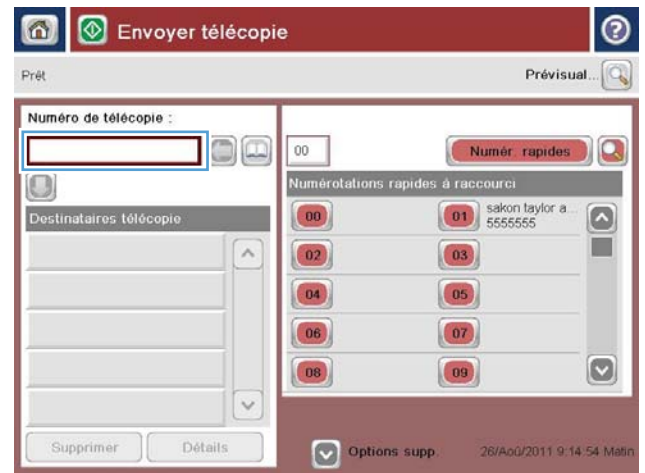 Envoyer télécopie
Prêt
Prévisual...
Numéro de télécopie :
00
Numér. rapides
Numérotations rapides à raccourci
Destinataires télécopie
00
01
sakon taylor a...
5555555
02
03
04
05
06
07
08
09
Supprimer
Détails
Options supp.
26/Aoû/2011 9:14:54 Matin